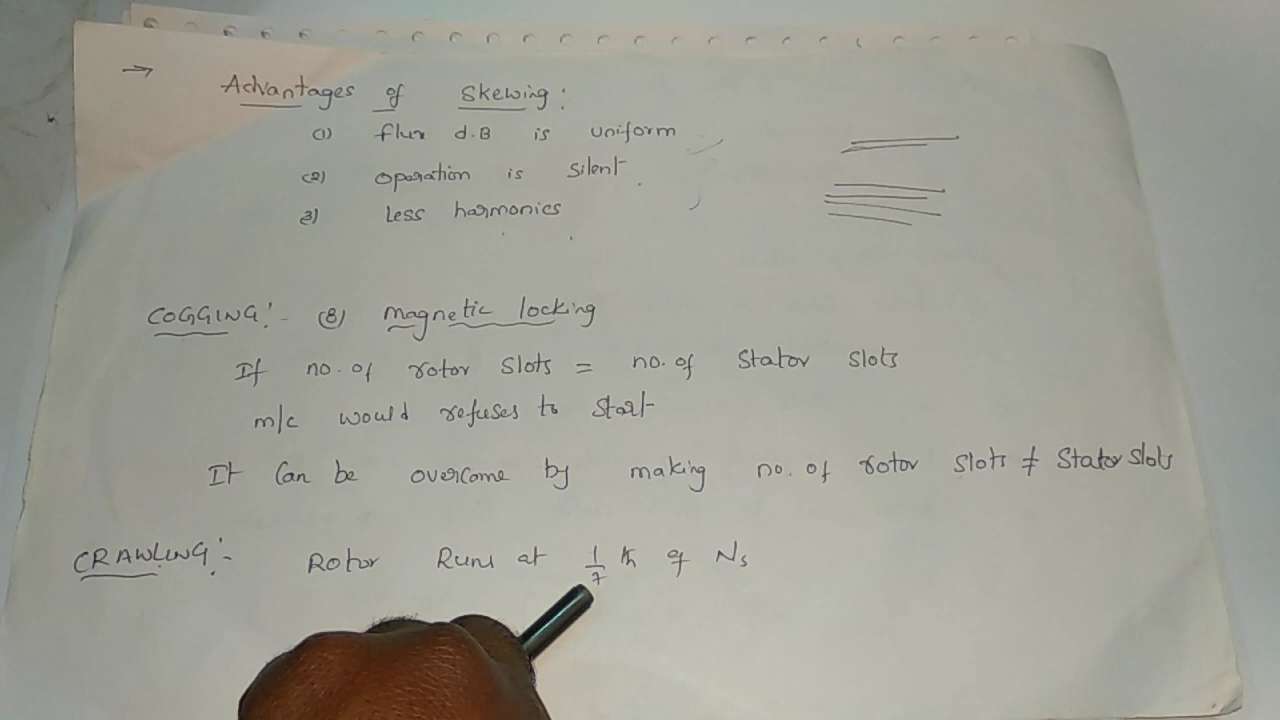 → Advantages of Skewing:
(1) flux d.B is uniform
(2) operation is silent.
3) Less harmonics
COGGING:- (8) Magnetic locking
If no. of rotor slots = no. of stator slots
m/c would refuses to start
It can be overcome by making no. of rotor slots ≠ stator slots
CRAWLING:- Rotor Runs at 1/7 th of Ns